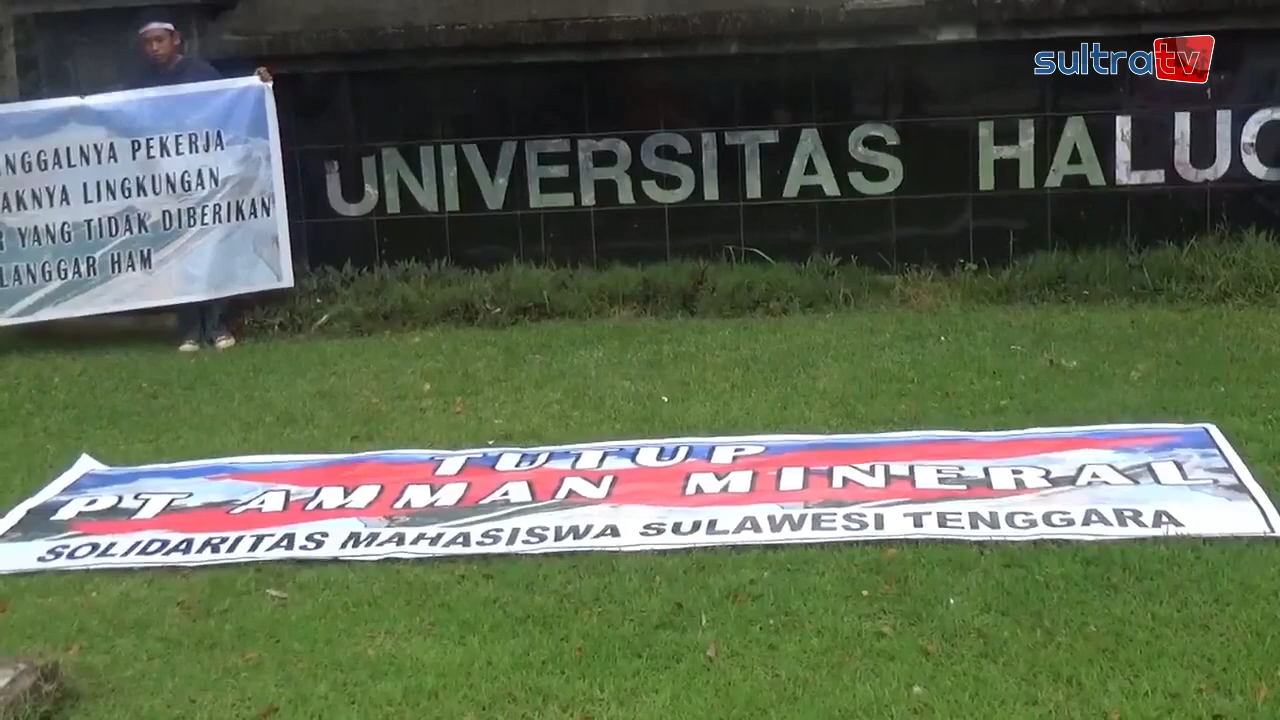 sultratv
UNIVERSITAS HALUO
NGGALNYA PEKERJA
AKNYA LINGKUNGAN
YANG TIDAK DIBERIKAN
LANGGAR HAM
TUTUP
PT AMMAN MINERAL
SOLIDARITAS MAHASISWA SULAWESI TENGGARA